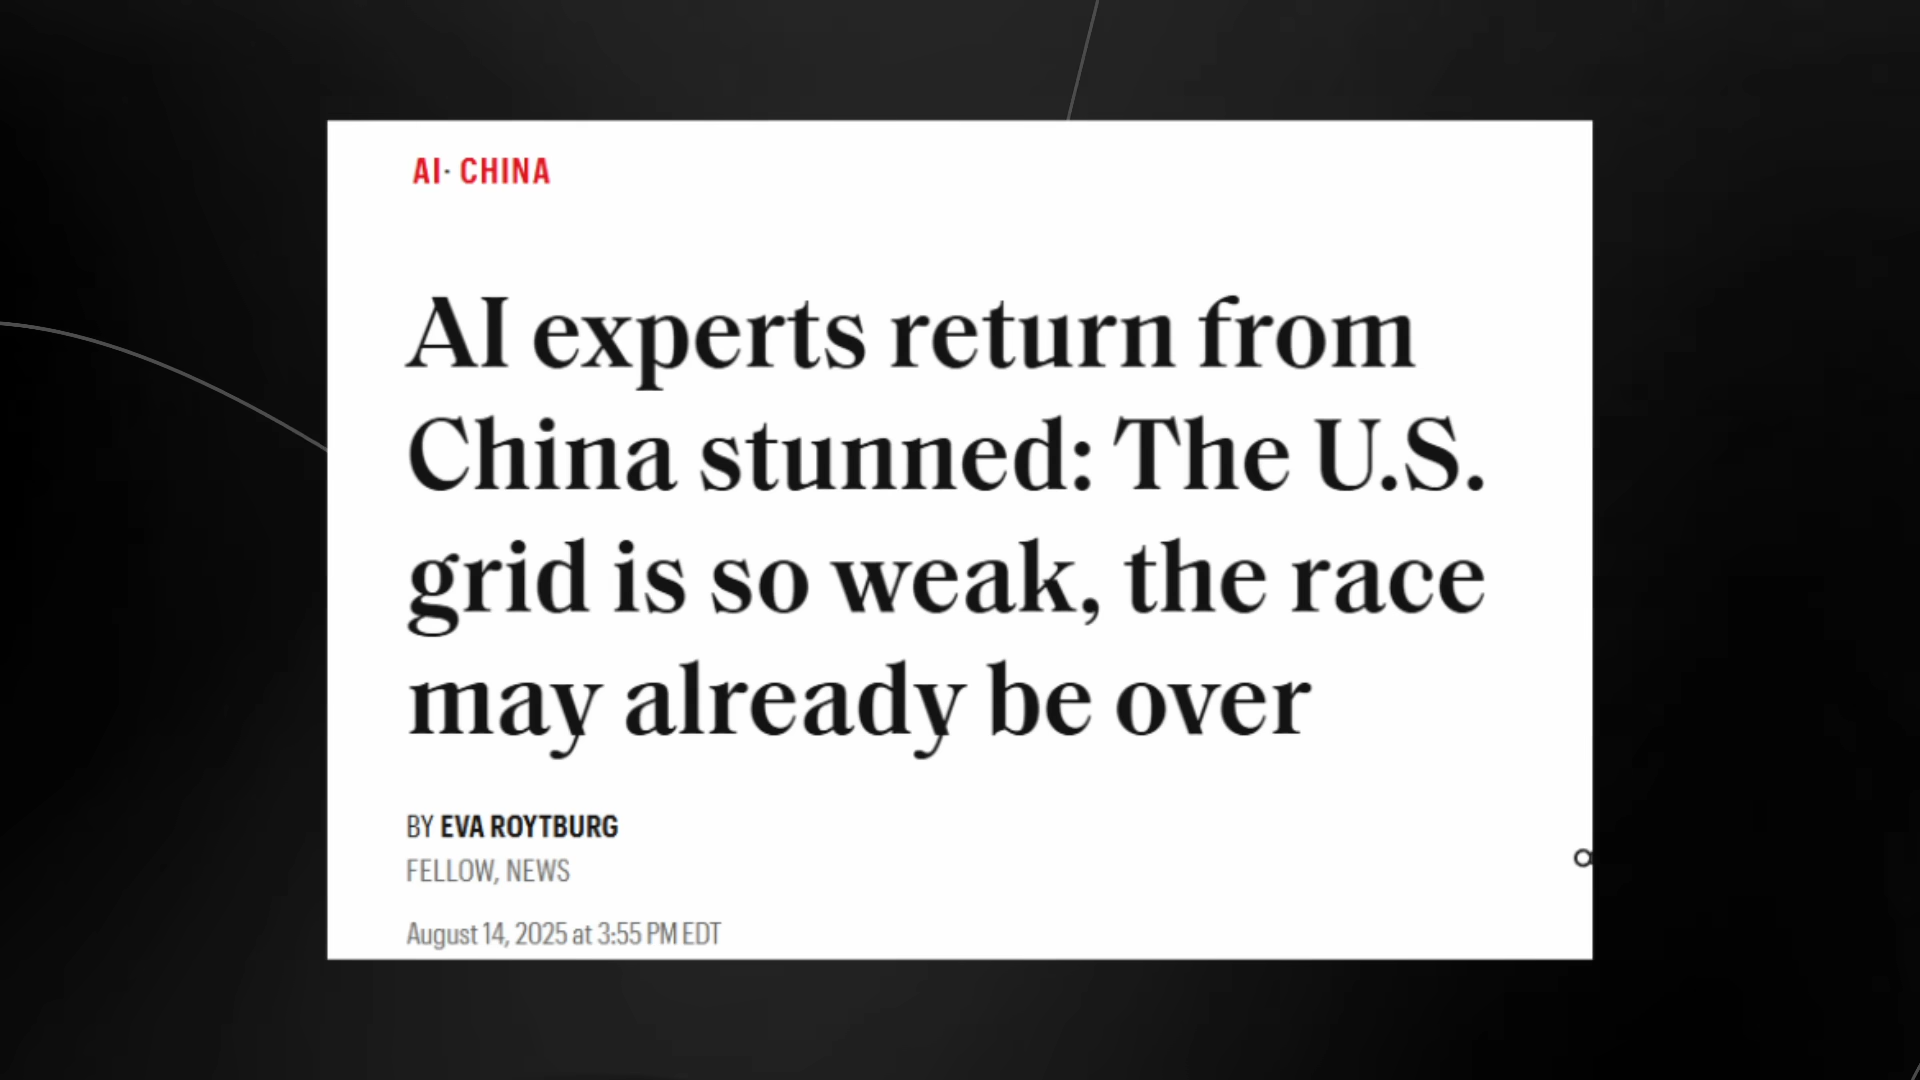 AI· CHINA
AI experts return from
China stunned: The U.S.
grid is so weak, the race
may already be over
BY EVA ROYTBURG
FELLOW, NEWS
August 14, 2025 at 3:55 PM EDT